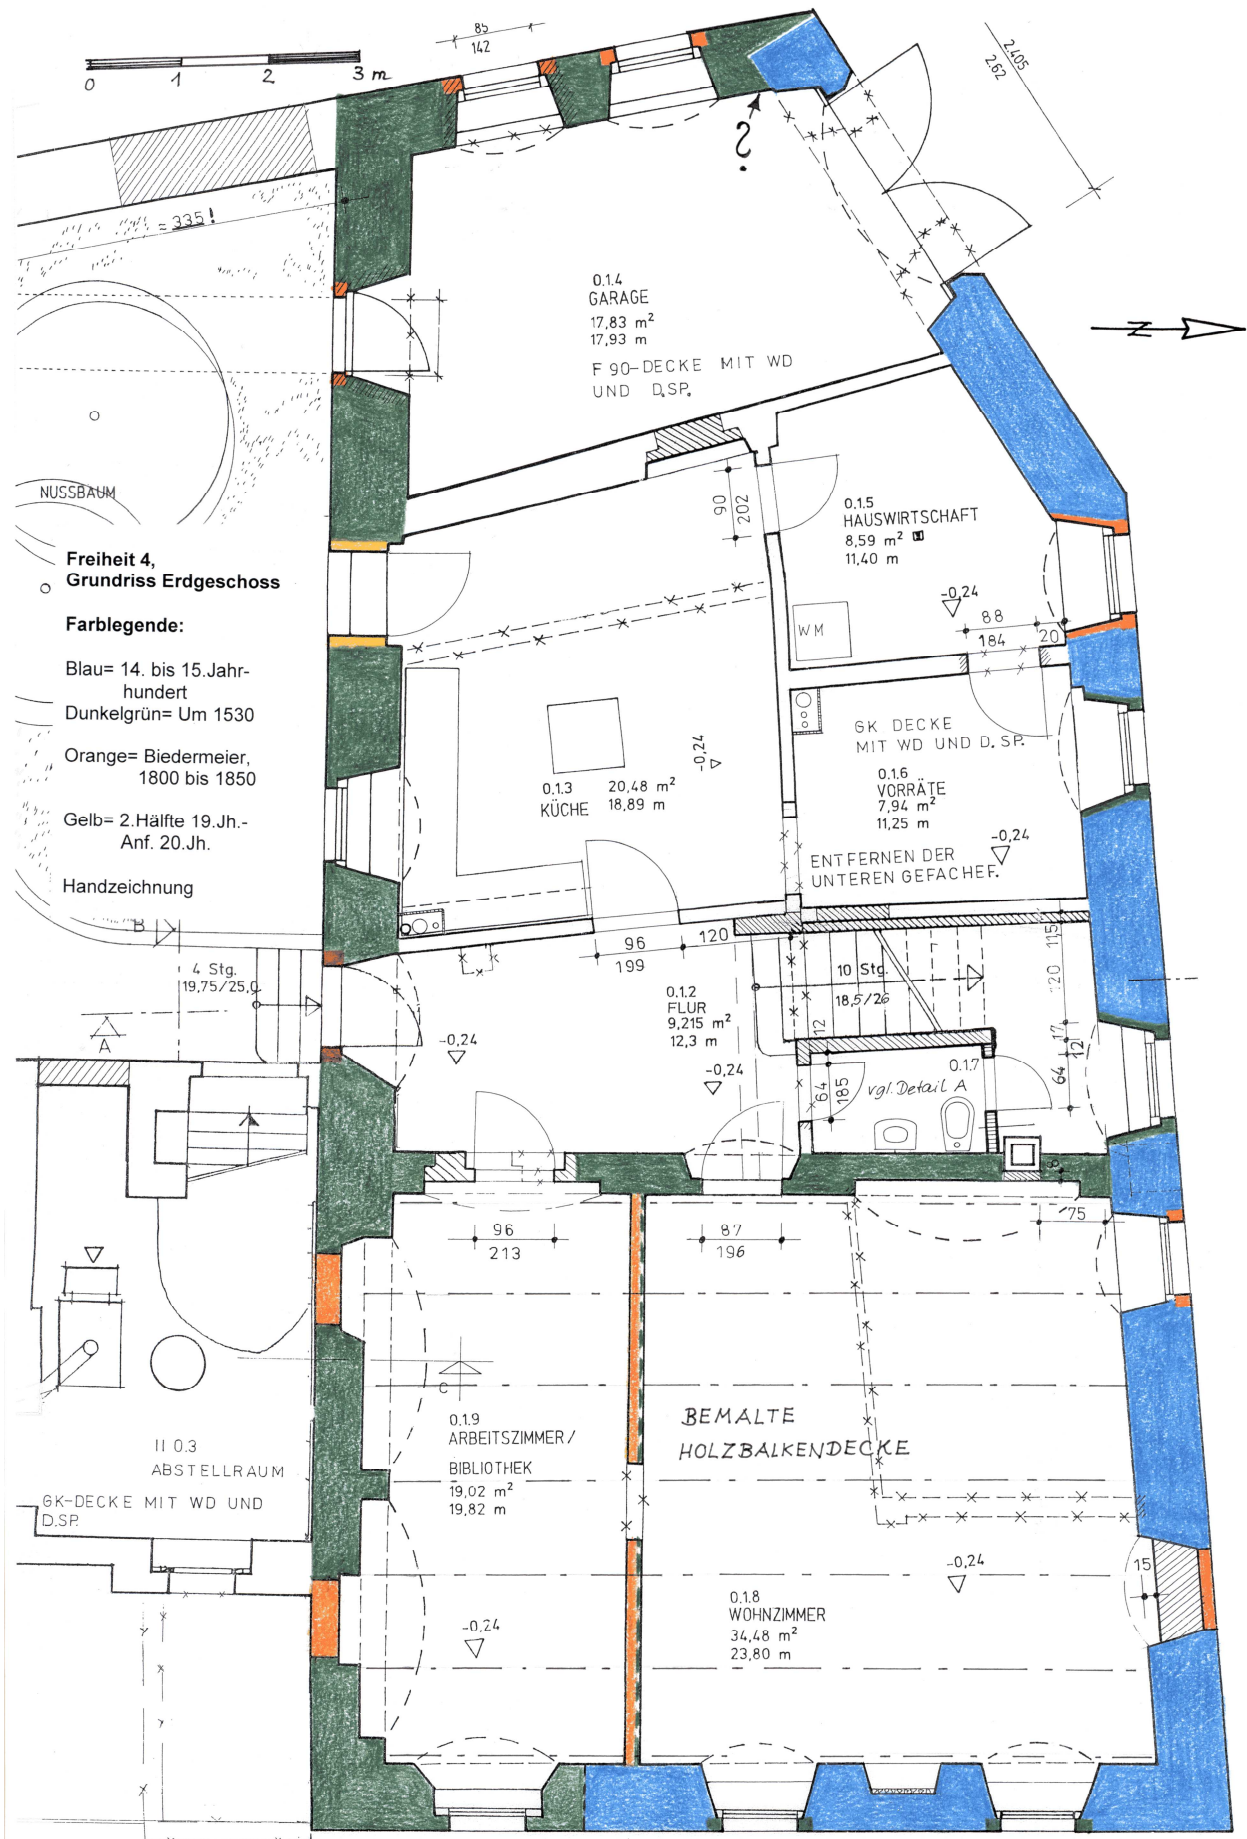 85
142
0 1 2 3 m
2.405
2.62
?
= 335!
0.1.4
GARAGE
17,83 m²
17,93 m
F 90-DECKE MIT WD
UND D.SP.
N
NUSSBAUM
90
202
0.1.5
HAUSWIRTSCHAFT
8,59 m²
11,40 m
-0,24
Freiheit 4,
Grundriss Erdgeschoss
Farblegende:
Blau= 14. bis 15.Jahr-
hundert
Dunkelgrün= Um 1530
Orange= Biedermeier,
1800 bis 1850
Gelb= 2.Hälfte 19.Jh.-
Anf. 20.Jh.
Handzeichnung
WM
88
184
20
GK DECKE
MIT WD UND D.SP.
-0,24
0.1.3 20,48 m²
KÜCHE 18,89 m
0.1.6
VORRÄTE
7,94 m²
11,25 m
-0,24
ENTFERNEN DER
UNTEREN GEFACHEF.
B
4 Stg.
19,75/25,0
A
96
199
120
10 Stg.
18,5/26
0.1.2
FLUR
9,215 m²
12,3 m
-0,24
-0,24
11,5
120
17
12
64
12
64
185
0.1.7
vgl. Detail A
8
96
213
87
196
75
C
0.1.9
ARBEITSZIMMER/
BIBLIOTHEK
19,02 m²
19,82 m
BEMALTE
HOLZBALKENDECKE
II 0.3
ABSTELLRAUM
GK-DECKE MIT WD UND
D.SP.
-0,24
15
0.1.8
WOHNZIMMER
34,48 m²
23,80 m
-0,24